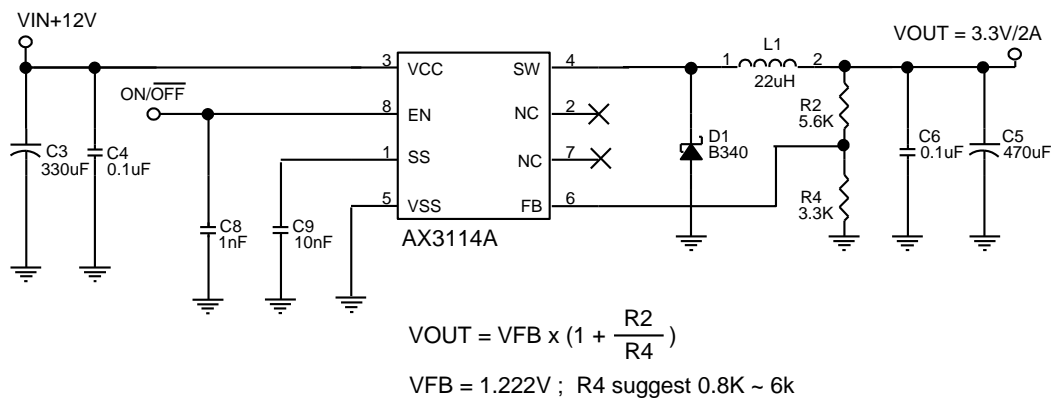 VIN+12V
VOUT = 3.3V/2A
L1
1 2
22uH
3 VCC SW 4
ON/OFF
8 EN NC 2
R2
5.6K
C3
330uF
C4
0.1uF
1 SS NC 7
D1
B340
C6
0.1uF
C5
470uF
5 VSS FB 6
R4
3.3K
C8
1nF
C9
10nF
AX3114A
VOUT = VFB x (1 + R2/R4)
VFB = 1.222V ; R4 suggest 0.8K ~ 6k